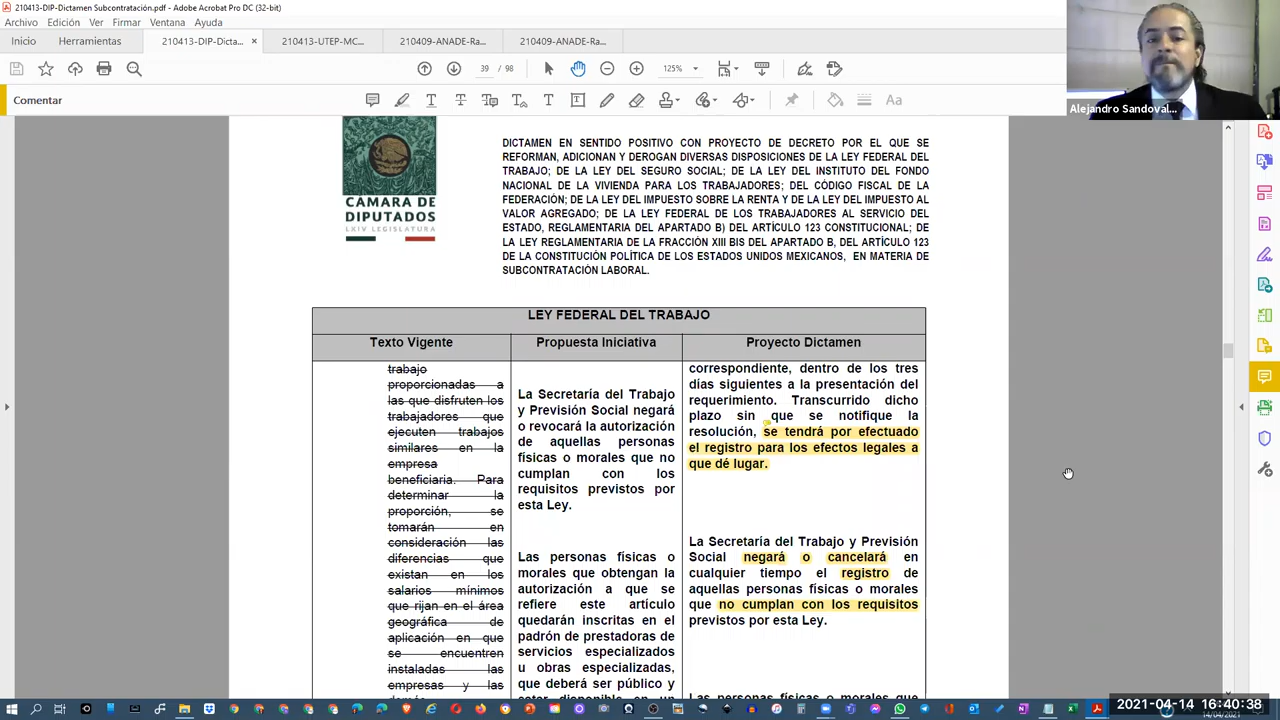 210413-DIP-Dictamen Subcontratación.pdf - Adobe Acrobat Pro DC (32-bit)
Archivo Edición Ver Firmar Ventana Ayuda
Inicio Herramientas 210413-DIP-Dicta... × 210413-UTEP-MC... 210409-ANADE-Ra... 210409-ANADE-Ra...
39 / 98 125%
Comentar
Alejandro Sandoval...
CÁMARA DE
DIPUTADOS
LXIV LEGISLATURA
DICTAMEN EN SENTIDO POSITIVO CON PROYECTO DE DECRETO POR EL QUE SE
REFORMAN, ADICIONAN Y DEROGAN DIVERSAS DISPOSICIONES DE LA LEY FEDERAL DEL
TRABAJO; DE LA LEY DEL SEGURO SOCIAL; DE LA LEY DEL INSTITUTO DEL FONDO
NACIONAL DE LA VIVIENDA PARA LOS TRABAJADORES; DEL CÓDIGO FISCAL DE LA
FEDERACIÓN; DE LA LEY DEL IMPUESTO SOBRE LA RENTA Y DE LA LEY DEL IMPUESTO AL
VALOR AGREGADO; DE LA LEY FEDERAL DE LOS TRABAJADORES AL SERVICIO DEL
ESTADO, REGLAMENTARIA DEL APARTADO B) DEL ARTÍCULO 123 CONSTITUCIONAL; DE
LA LEY REGLAMENTARIA DE LA FRACCIÓN XIII BIS DEL APARTADO B, DEL ARTÍCULO 123
DE LA CONSTITUCIÓN POLÍTICA DE LOS ESTADOS UNIDOS MEXICANOS, EN MATERIA DE
SUBCONTRATACIÓN LABORAL.
LEY FEDERAL DEL TRABAJO
Texto Vigente Propuesta Iniciativa Proyecto Dictamen
trabajo
proporcionadas a
las que disfruten los
trabajadores que
ejecuten trabajos
similares en la
empresa
beneficiaria. Para
determinar la
proporción, se
tomarán en
consideración las
diferencias que
existan en los
salarios mínimos
que rijan en el área
geográfica de
aplicación en que
se encuentren
instaladas las
empresas y las
La Secretaría del Trabajo
y Previsión Social negará
o revocará la autorización
de aquellas personas
físicas o morales que no
cumplan con los
requisitos previstos por
esta Ley.
Las personas físicas o
morales que obtengan la
autorización a que se
refiere este artículo
quedarán inscritas en el
padrón de prestadoras de
servicios especializados
u obras especializadas,
que deberá ser público y
correspondiente, dentro de los tres
días siguientes a la presentación del
requerimiento. Transcurrido dicho
plazo sin que se notifique la
resolución, se tendrá por efectuado
el registro para los efectos legales a
que dé lugar.
La Secretaría del Trabajo y Previsión
Social negará o cancelará en
cualquier tiempo el registro de
aquellas personas físicas o morales
que no cumplan con los requisitos
previstos por esta Ley.
Las personas físicas o morales que
2021-04-14 16:40:38
14/04/2021